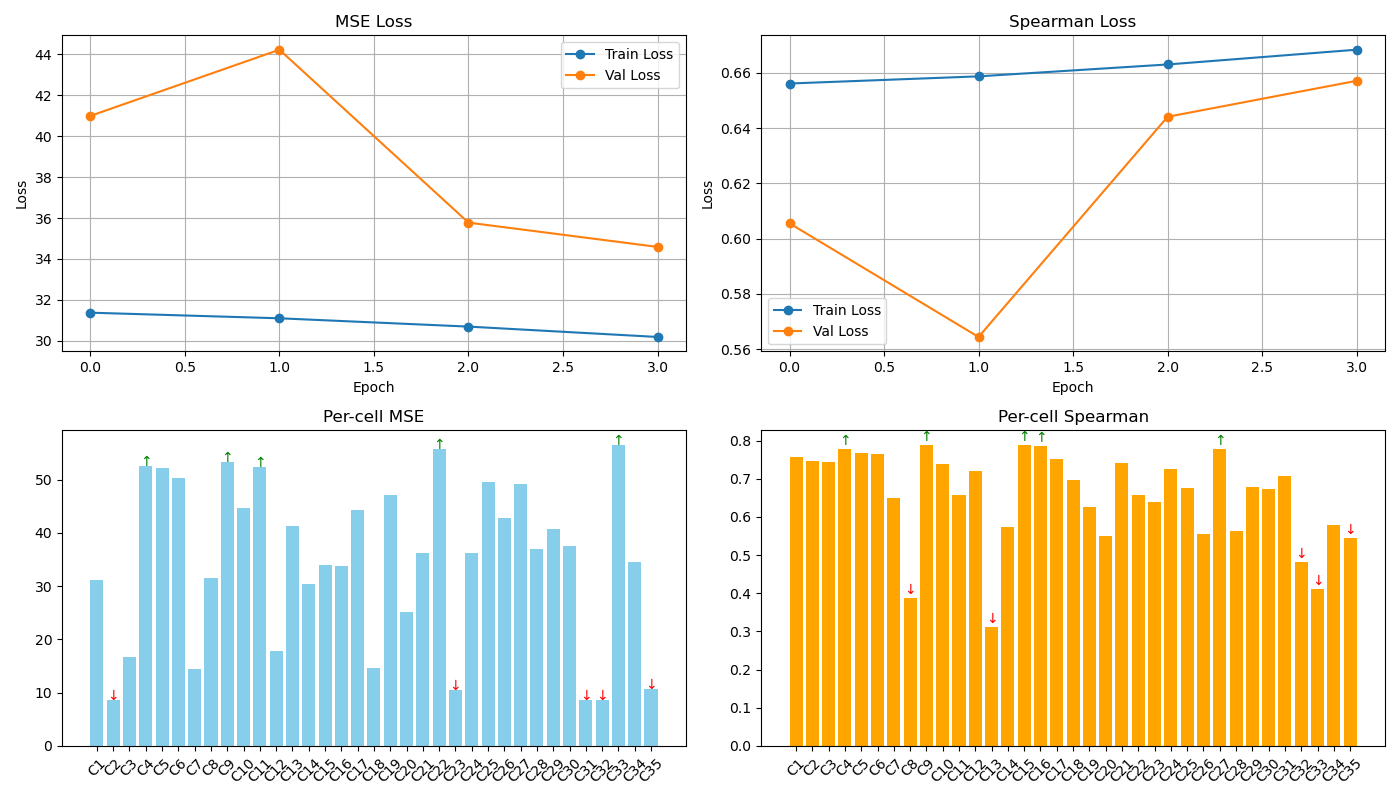 MSE Loss
44
42
40
38
36
34
32
30
Loss
Train Loss
Val Loss
0.0 0.5 1.0 1.5 2.0 2.5 3.0
Epoch
Spearman Loss
0.66
0.64
0.62
0.60
0.58
0.56
Loss
Train Loss
Val Loss
0.0 0.5 1.0 1.5 2.0 2.5 3.0
Epoch
Per-cell MSE
50
40
30
20
10
0
↓ ↑ ↑ ↑ ↑ ↓ ↓ ↓ ↑ ↓
C1 C2 C3 C4 C5 C6 C7 C8 C9 C10 C11 C12 C13 C14 C15 C16 C17 C18 C19 C20 C21 C22 C23 C24 C25 C26 C27 C28 C29 C30 C31 C32 C33 C34 C35
Per-cell Spearman
0.8
0.7
0.6
0.5
0.4
0.3
0.2
0.1
0.0
↑ ↓ ↑ ↓ ↑ ↑ ↑ ↓ ↓ ↓
C1 C2 C3 C4 C5 C6 C7 C8 C9 C10 C11 C12 C13 C14 C15 C16 C17 C18 C19 C20 C21 C22 C23 C24 C25 C26 C27 C28 C29 C30 C31 C32 C33 C34 C35